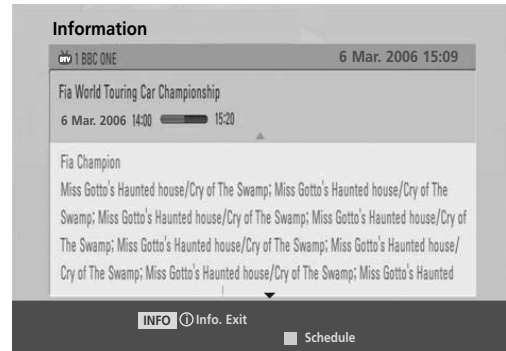 Information
DTV 1 BBC ONE 6 Mar. 2006 15:09
Fia World Touring Car Championship
6 Mar. 2006 14:00 15:20
Fia Champion
Miss Gotto's Haunted house/Cry of The Swamp; Miss Gotto's Haunted house/Cry of The
Swamp; Miss Gotto's Haunted house/Cry of The Swamp; Miss Gotto's Haunted house/Cry of
The Swamp; Miss Gotto's Haunted house/Cry of The Swamp; Miss Gotto's Haunted house/
Cry of The Swamp; Miss Gotto's Haunted house/Cry of The Swamp; Miss Gotto's Haunted
INFO ⓘ Info. Exit
Schedule